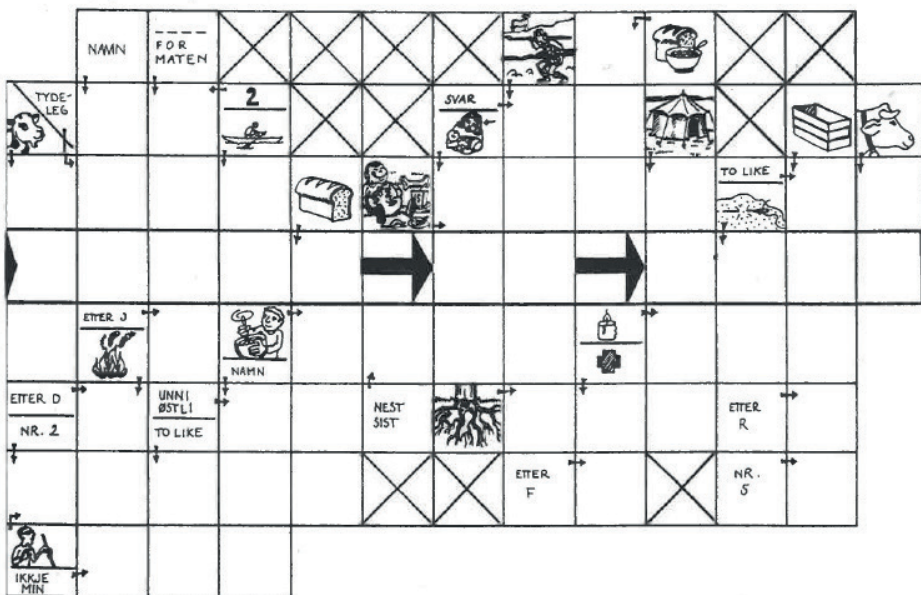 NAMN
FOR
MATEN
TYDE-
LEG
2
SVAR
TO LIKE
ETTER J
NAMN
ETTER D
NR. 2
UNNI
ØSTLI
TO LIKE
NEST
SIST
ETTER
R
ETTER
F
NR.
5
IKKJE
MIN